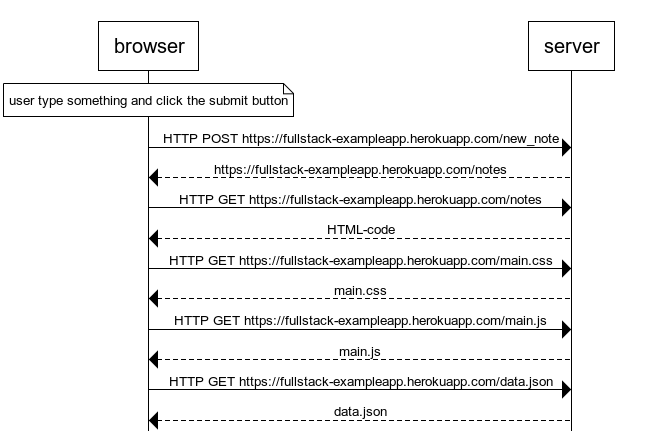 browser
server
user type something and click the submit button
HTTP POST https://fullstack-exampleapp.herokuapp.com/new_note
https://fullstack-exampleapp.herokuapp.com/notes
HTTP GET https://fullstack-exampleapp.herokuapp.com/notes
HTML-code
HTTP GET https://fullstack-exampleapp.herokuapp.com/main.css
main.css
HTTP GET https://fullstack-exampleapp.herokuapp.com/main.js
main.js
HTTP GET https://fullstack-exampleapp.herokuapp.com/data.json
data.json